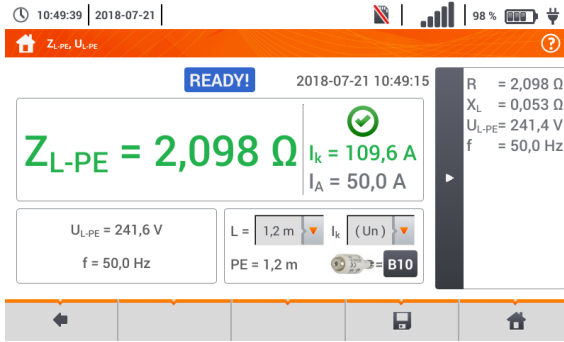 10:49:39 2018-07-21 98 %
ZL-PE, UL-PE ?
READY! 2018-07-21 10:49:15
ZL-PE = 2,098 Ω
Ik = 109,6 A
IA = 50,0 A
UL-PE = 241,6 V
f = 50,0 Hz
L = 1,2 m Ik ( Un )
PE = 1,2 m = B10
R = 2,098 Ω
XL = 0,053 Ω
UL-PE= 241,4 V
f = 50,0 Hz